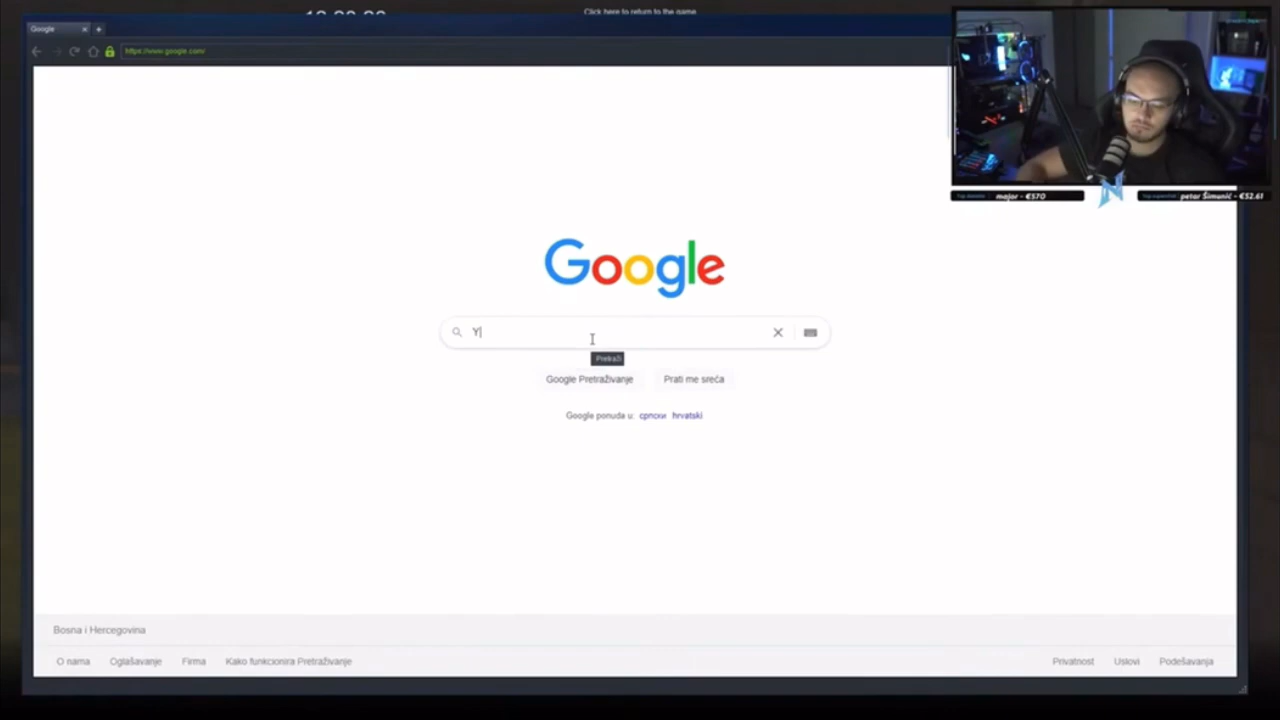 Click here to return to the game.
Google
https://www.google.com/
major - €570
petar Šimunić - €52.61
Google
Y
Pretraži
Google Pretraživanje
Prati me sreća
Google ponuda u: српски hrvatski
Bosna i Hercegovina
O nama
Oglašavanje
Firma
Kako funkcionira Pretraživanje
Privatnost
Uslovi
Podešavanja